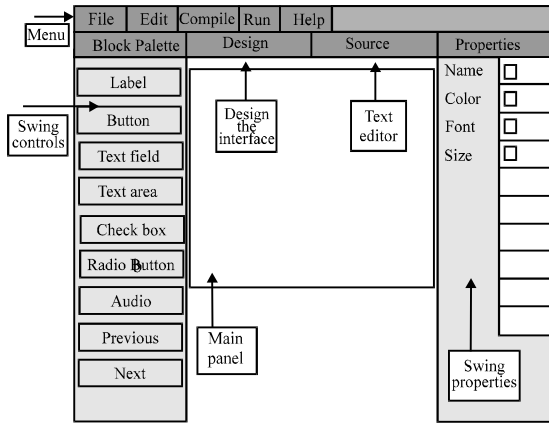 File Edit Compile Run Help
Menu
Block Palette Design Source Properties
Label
Button
Text field
Text area
Check box
Radio Button
Audio
Previous
Next
Swing
controls
Design
the
interface
Text
editor
Main
panel
Name
Color
Font
Size
Swing
properties